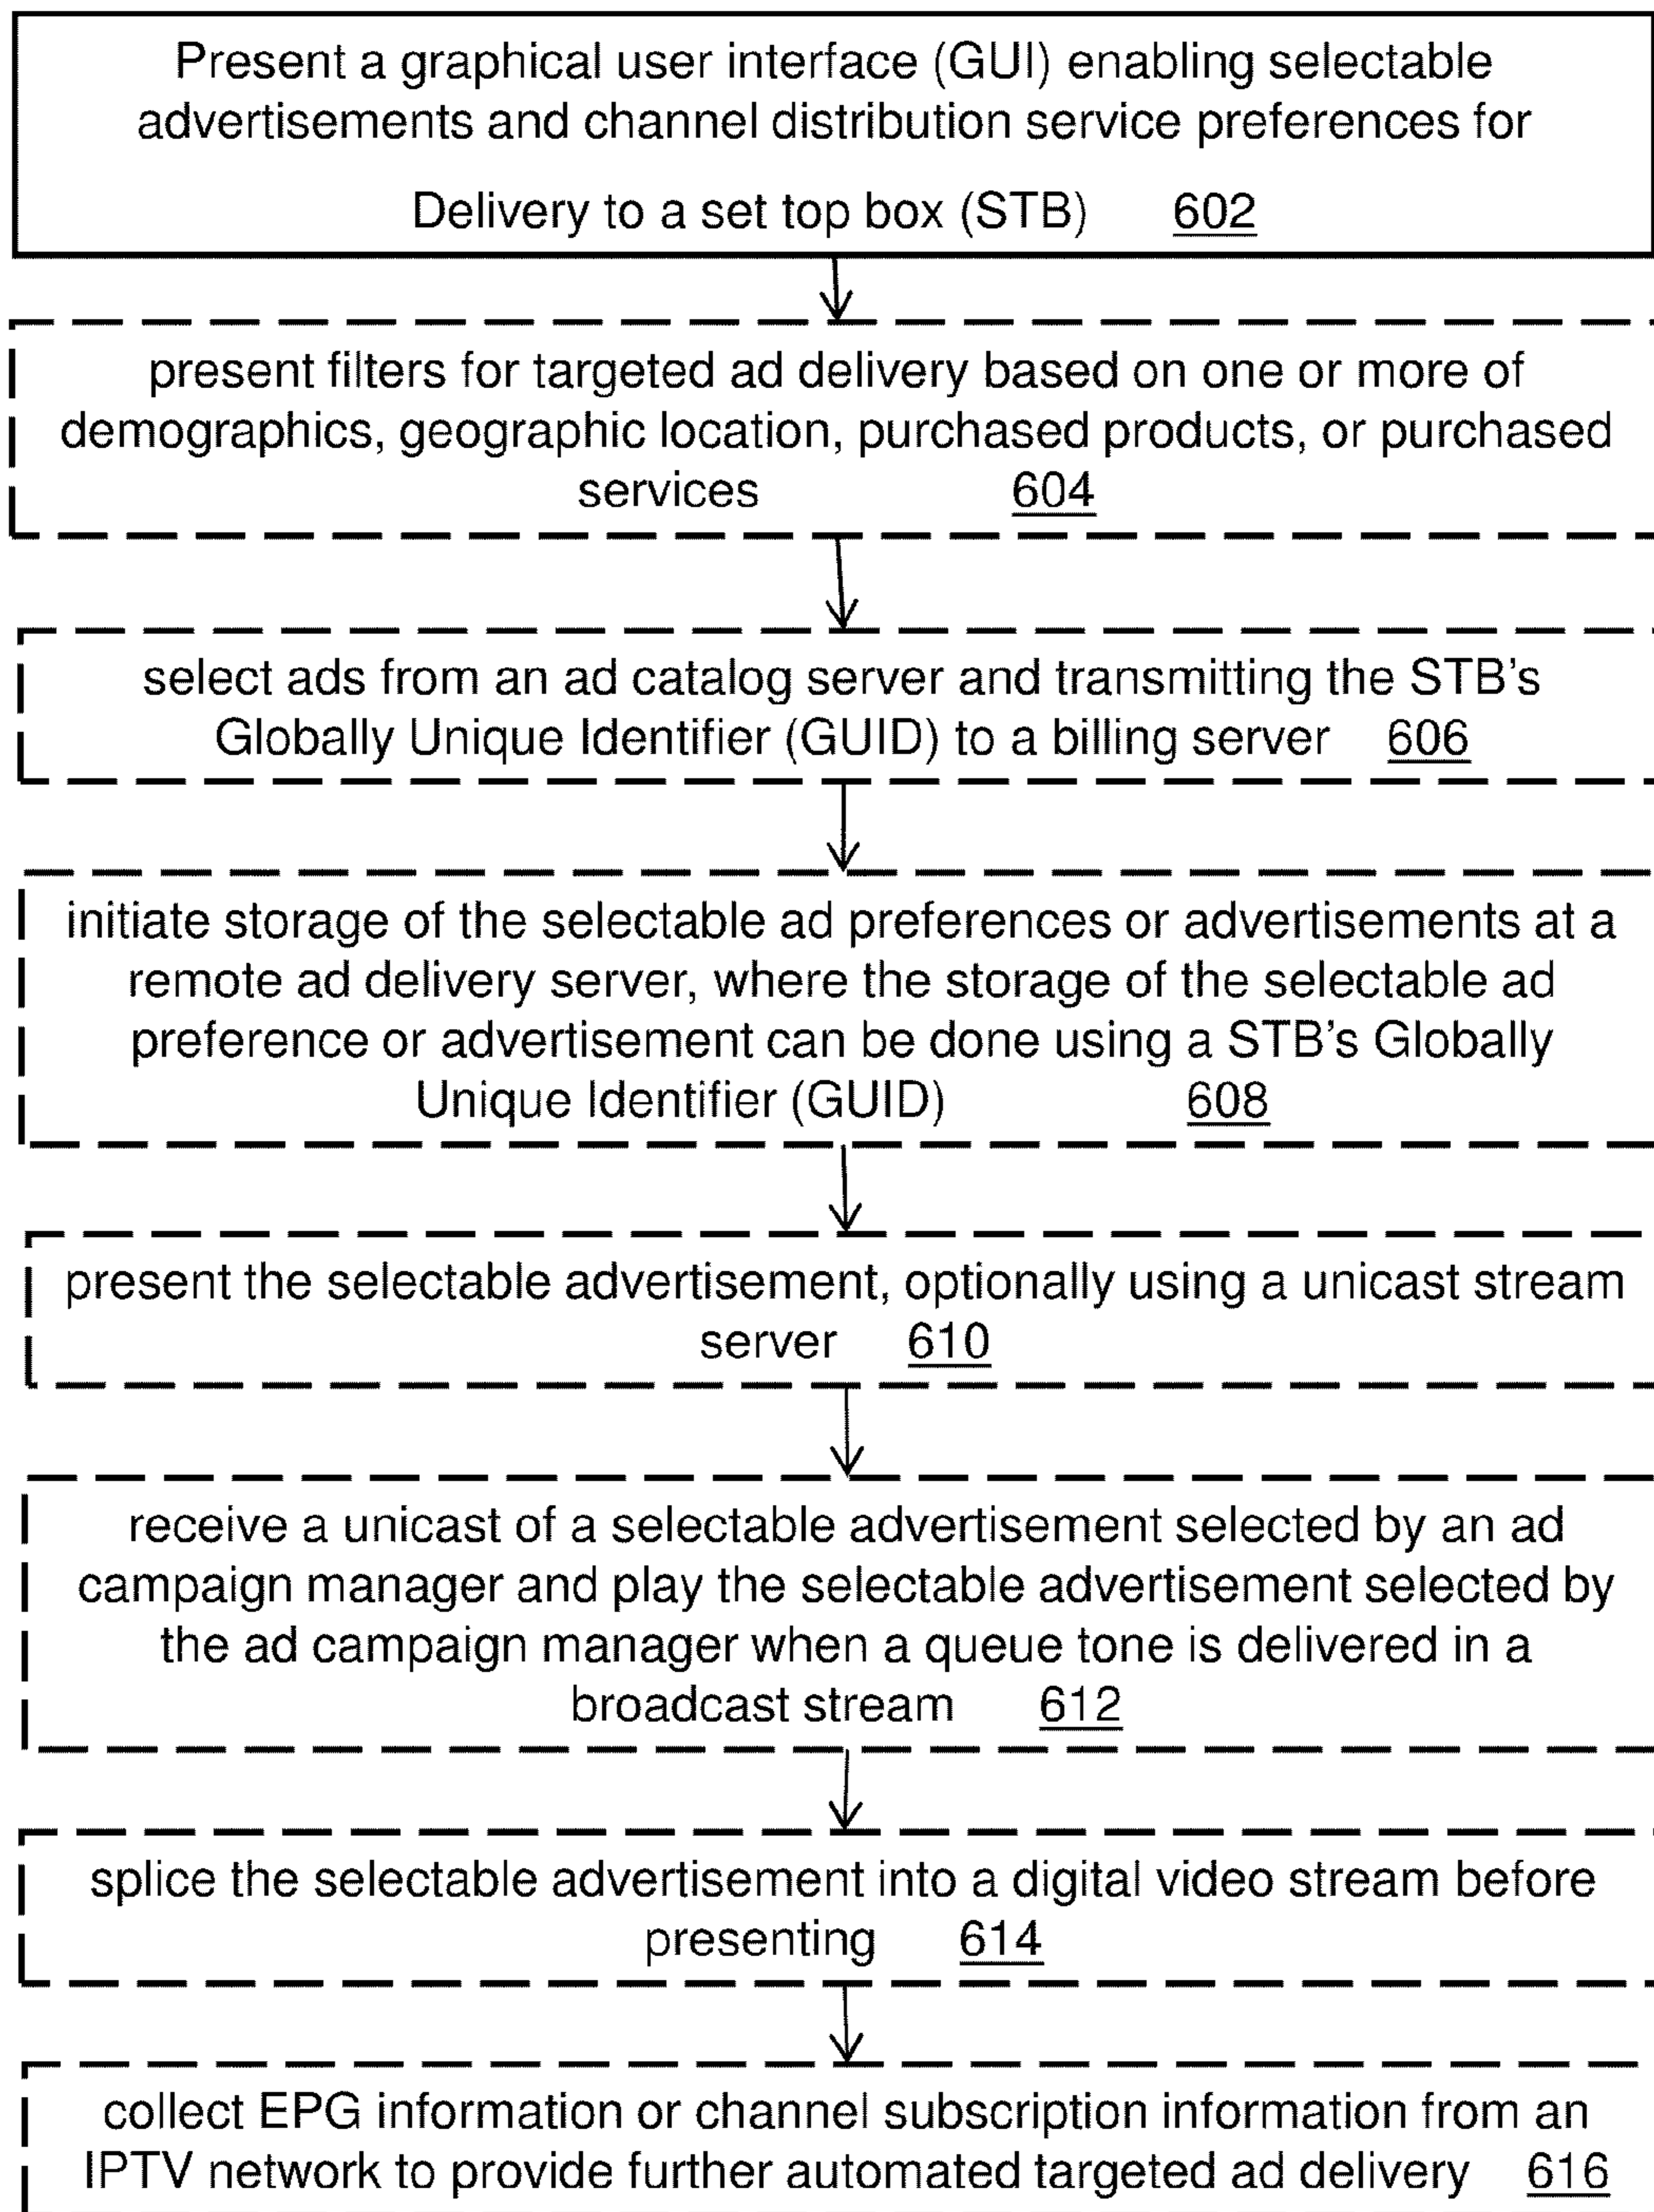 Present a graphical user interface (GUI) enabling selectable
advertisements and channel distribution service preferences for
Delivery to a set top box (STB) 602
present filters for targeted ad delivery based on one or more of
demographics, geographic location, purchased products, or purchased
services 604
select ads from an ad catalog server and transmitting the STB's
Globally Unique Identifier (GUID) to a billing server 606
initiate storage of the selectable ad preferences or advertisements at a
remote ad delivery server, where the storage of the selectable ad
preference or advertisement can be done using a STB's Globally
Unique Identifier (GUID) 608
present the selectable advertisement, optionally using a unicast stream
server 610
receive a unicast of a selectable advertisement selected by an ad
campaign manager and play the selectable advertisement selected by
the ad campaign manager when a queue tone is delivered in a
broadcast stream 612
splice the selectable advertisement into a digital video stream before
presenting 614
collect EPG information or channel subscription information from an
IPTV network to provide further automated targeted ad delivery 616